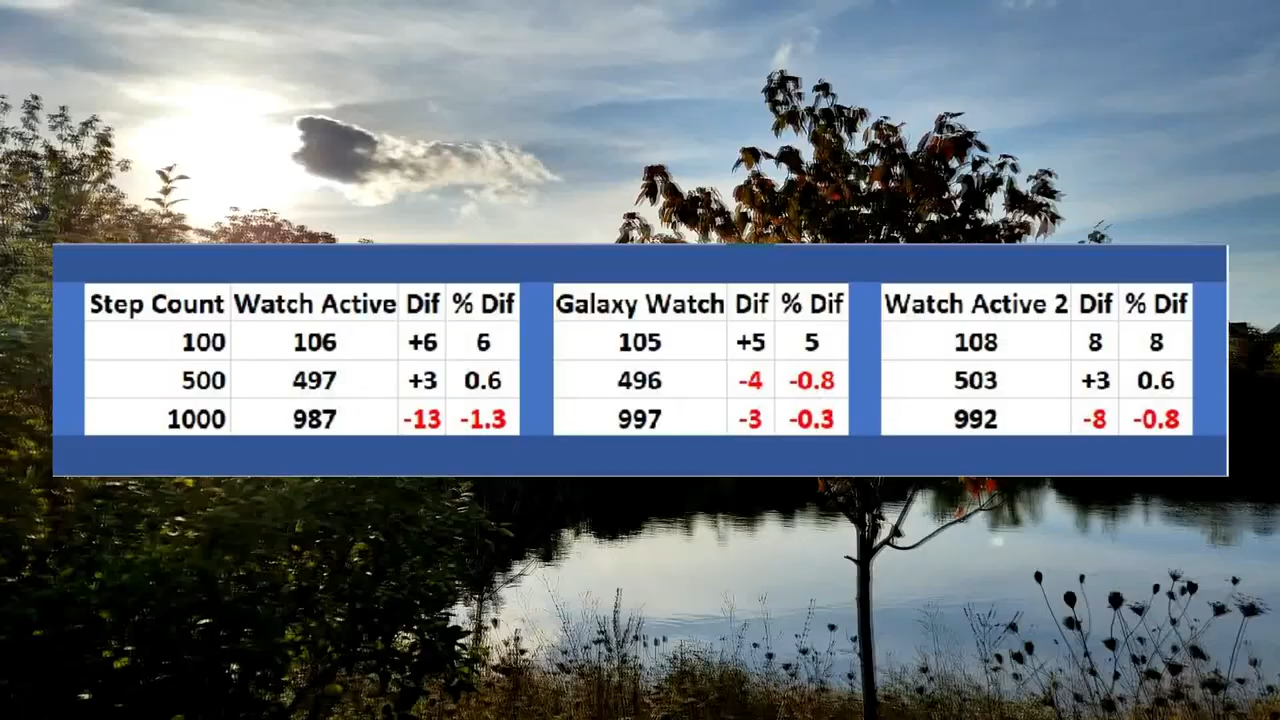 Step Count Watch Active Dif % Dif Galaxy Watch Dif % Dif Watch Active 2 Dif % Dif
100 106 +6 6 105 +5 5 108 8 8
500 497 +3 0.6 496 -4 -0.8 503 +3 0.6
1000 987 -13 -1.3 997 -3 -0.3 992 -8 -0.8